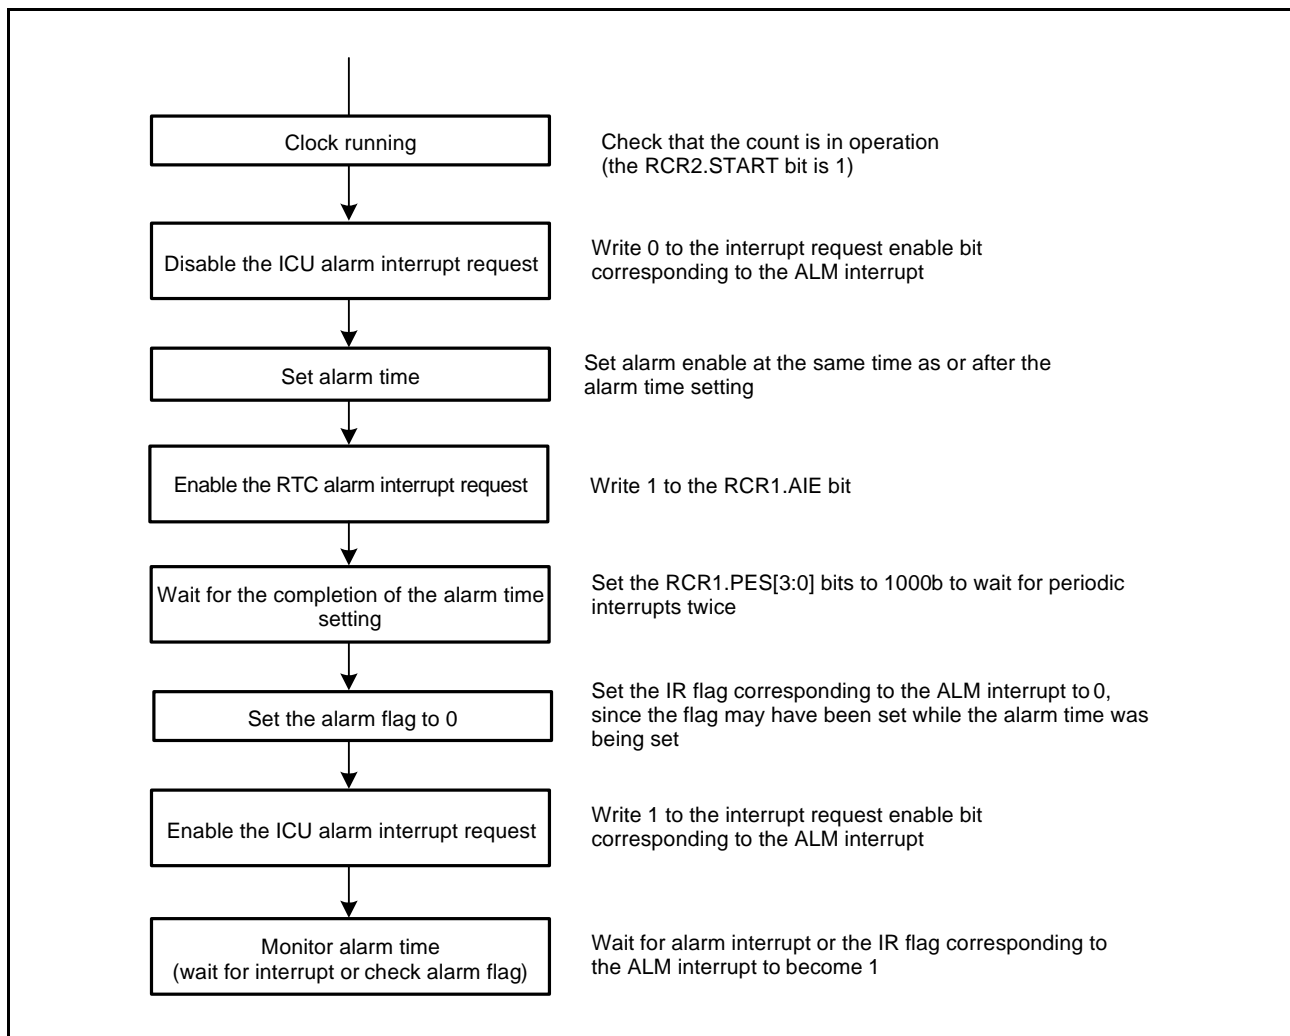 Clock running
Check that the count is in operation
(the RCR2.START bit is 1)
Disable the ICU alarm interrupt request
Write 0 to the interrupt request enable bit
corresponding to the ALM interrupt
Set alarm time
Set alarm enable at the same time as or after the
alarm time setting
Enable the RTC alarm interrupt request
Write 1 to the RCR1.AIE bit
Wait for the completion of the alarm time
setting
Set the RCR1.PES[3:0] bits to 1000b to wait for periodic
interrupts twice
Set the alarm flag to 0
Set the IR flag corresponding to the ALM interrupt to 0,
since the flag may have been set while the alarm time was
being set
Enable the ICU alarm interrupt request
Write 1 to the interrupt request enable bit
corresponding to the ALM interrupt
Monitor alarm time
(wait for interrupt or check alarm flag)
Wait for alarm interrupt or the IR flag corresponding to
the ALM interrupt to become 1